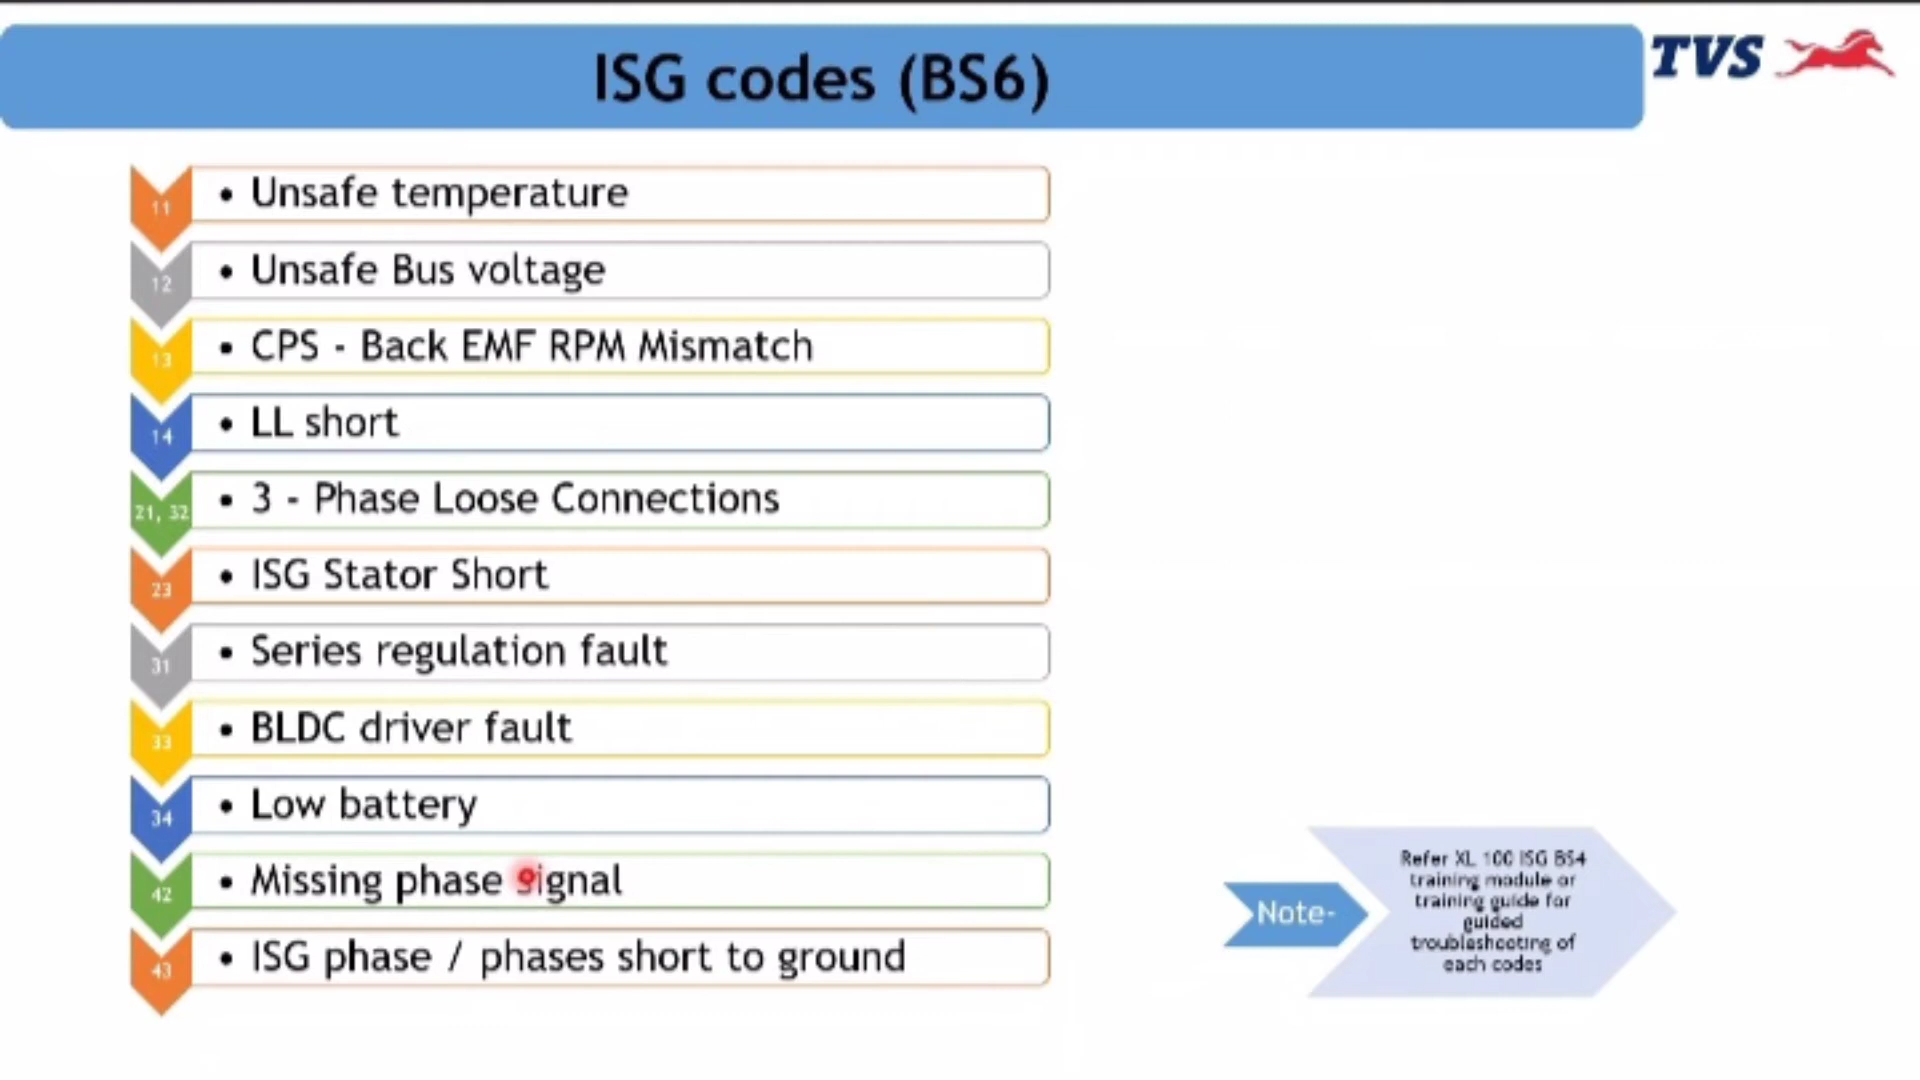 ISG codes (BS6)
TVS
11
• Unsafe temperature
12
• Unsafe Bus voltage
13
• CPS - Back EMF RPM Mismatch
14
• LL short
21, 32
• 3 - Phase Loose Connections
23
• ISG Stator Short
31
• Series regulation fault
33
• BLDC driver fault
34
• Low battery
42
• Missing phase signal
43
• ISG phase / phases short to ground
Note-
Refer XL 100 ISG BS4
training module or
training guide for
guided
troubleshooting of
each codes